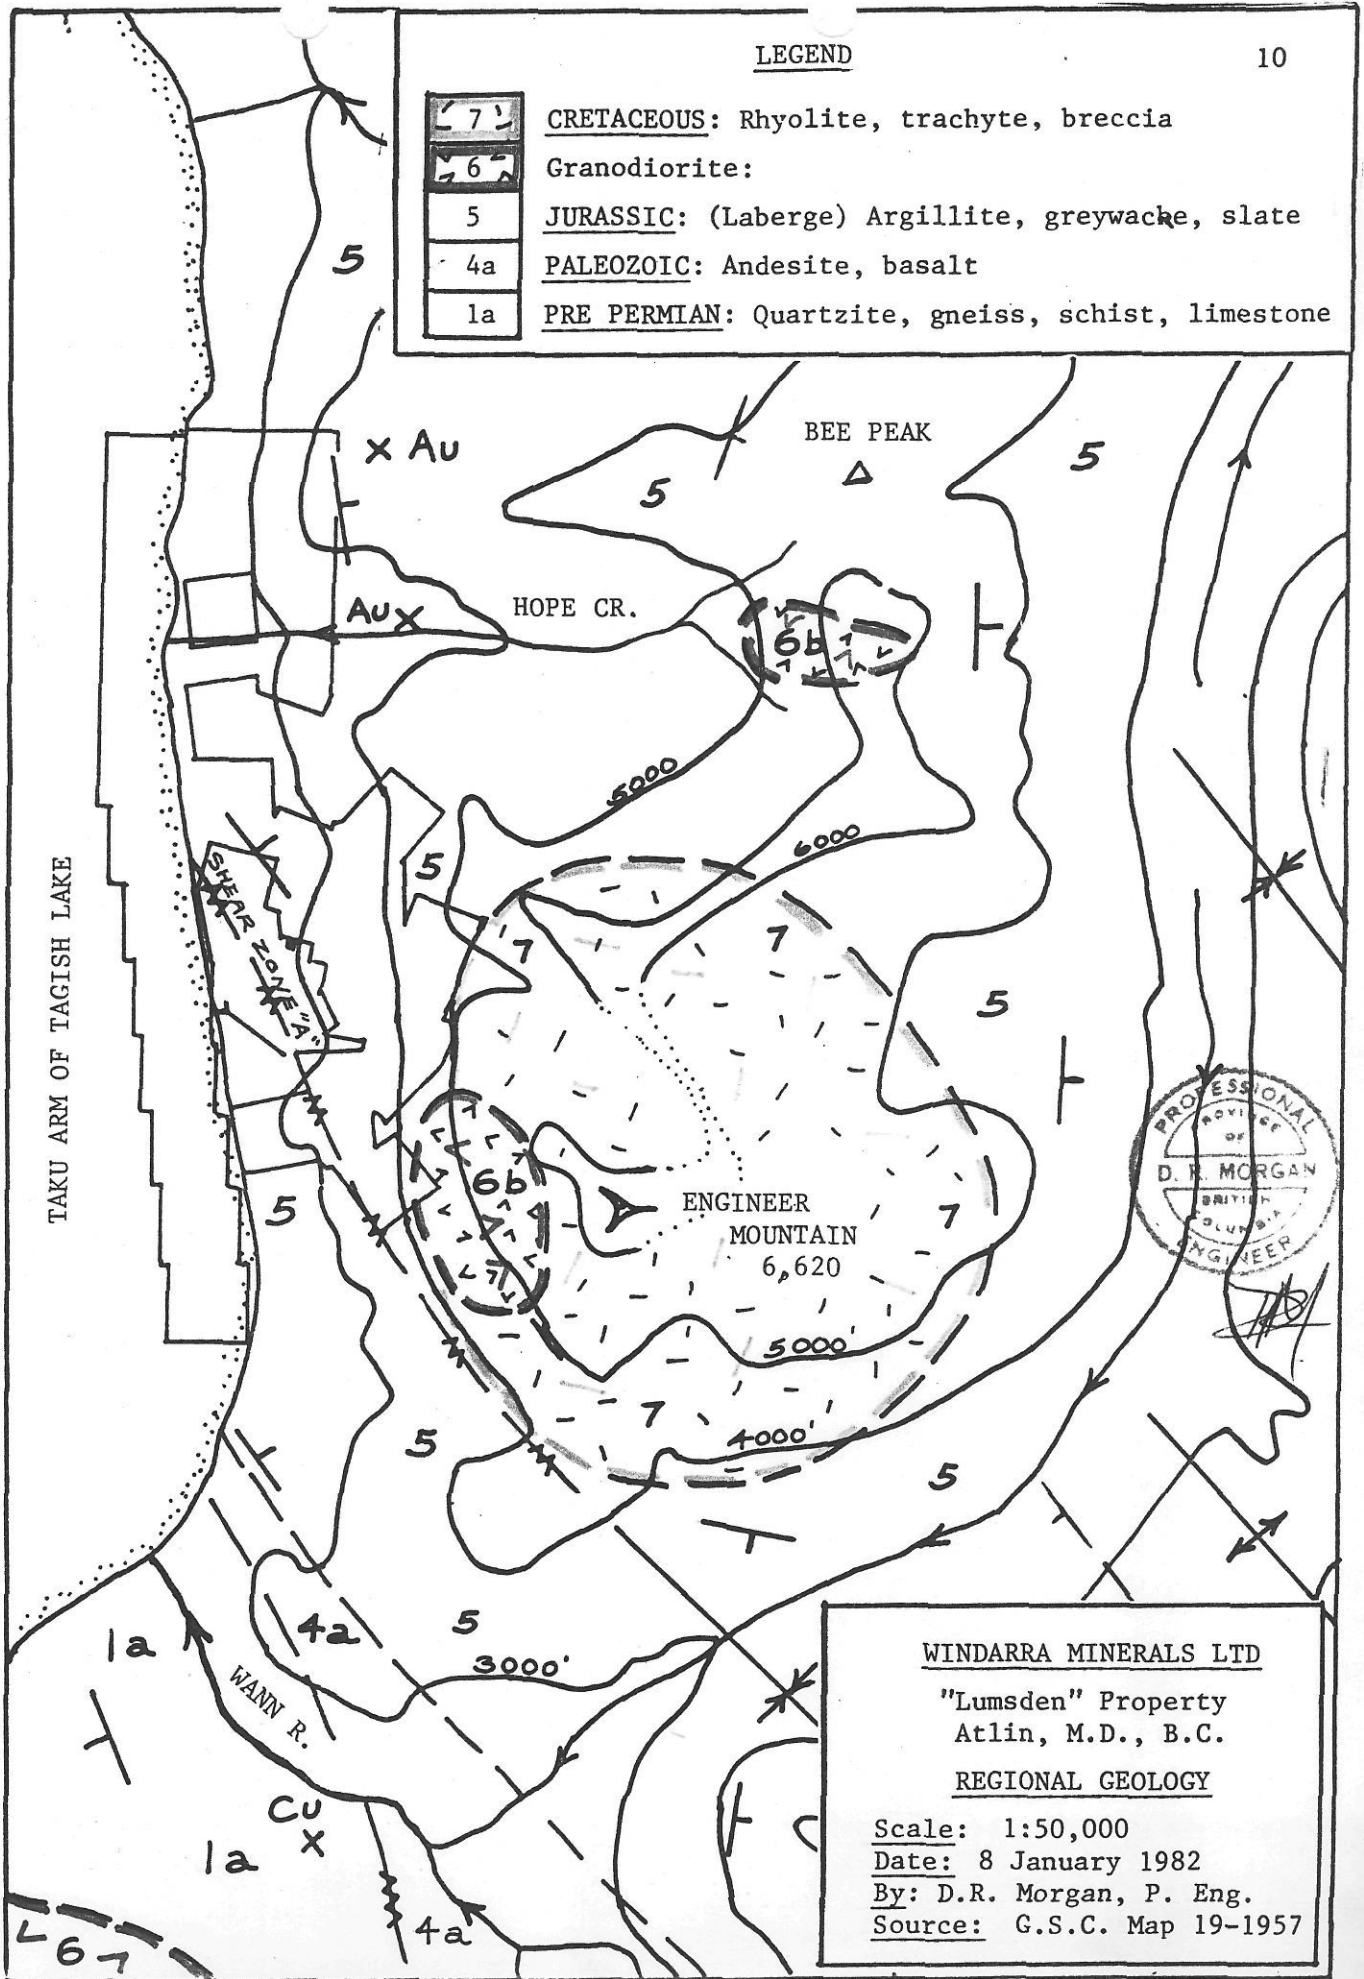 LEGEND
10
7 CRETACEOUS: Rhyolite, trachyte, breccia
6 Granodiorite:
5 JURASSIC: (Laberge) Argillite, greywacke, slate
4a PALEOZOIC: Andesite, basalt
1a PRE PERMIAN: Quartzite, gneiss, schist, limestone
5
x Au
BEE PEAK
5
5
Au x
HOPE CR.
6b
5000
6000
5
SHEAR ZONE "A"
TAKU ARM OF TAGISH LAKE
7
7
5
PROFESSIONAL
PROVINCE
OF
D. R. MORGAN
BRITISH
COLUMBIA
ENGINEER
6b
5
ENGINEER
MOUNTAIN
6,620
7
5000'
7
4000'
5
5
4a
5
3000'
1a
WANN R.
Cu
x
1a
4a
6
WINDARRA MINERALS LTD
"Lumsden" Property
Atlin, M.D., B.C.
REGIONAL GEOLOGY
Scale: 1:50,000
Date: 8 January 1982
By: D.R. Morgan, P. Eng.
Source: G.S.C. Map 19-1957